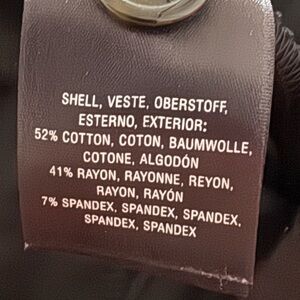 SHELL, VESTE, OBERSTOFF,
ESTERNO, EXTERIOR:
52% COTTON, COTON, BAUMWOLLE,
COTONE, ALGODÓN
41% RAYON, RAYONNE, REYON,
RAYON, RAYÓN
7% SPANDEX, SPANDEX, SPANDEX,
SPANDEX, SPANDEX